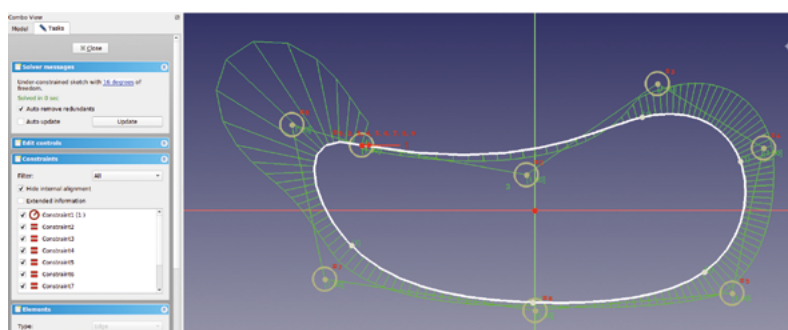 Combo View
Model
Tasks
Close
Solver messages
Under-constrained sketch with 16 degrees of
freedom.
Solved in 0 sec
Auto remove redundants
Auto update
Update
Edit controls
Constraints
Filter:
All
Hide internal alignment
Extended information
Constraint1 (1:)
Constraint2
Constraint3
Constraint4
Constraint5
Constraint6
Constraint7
Elements
Type:
Edge
3